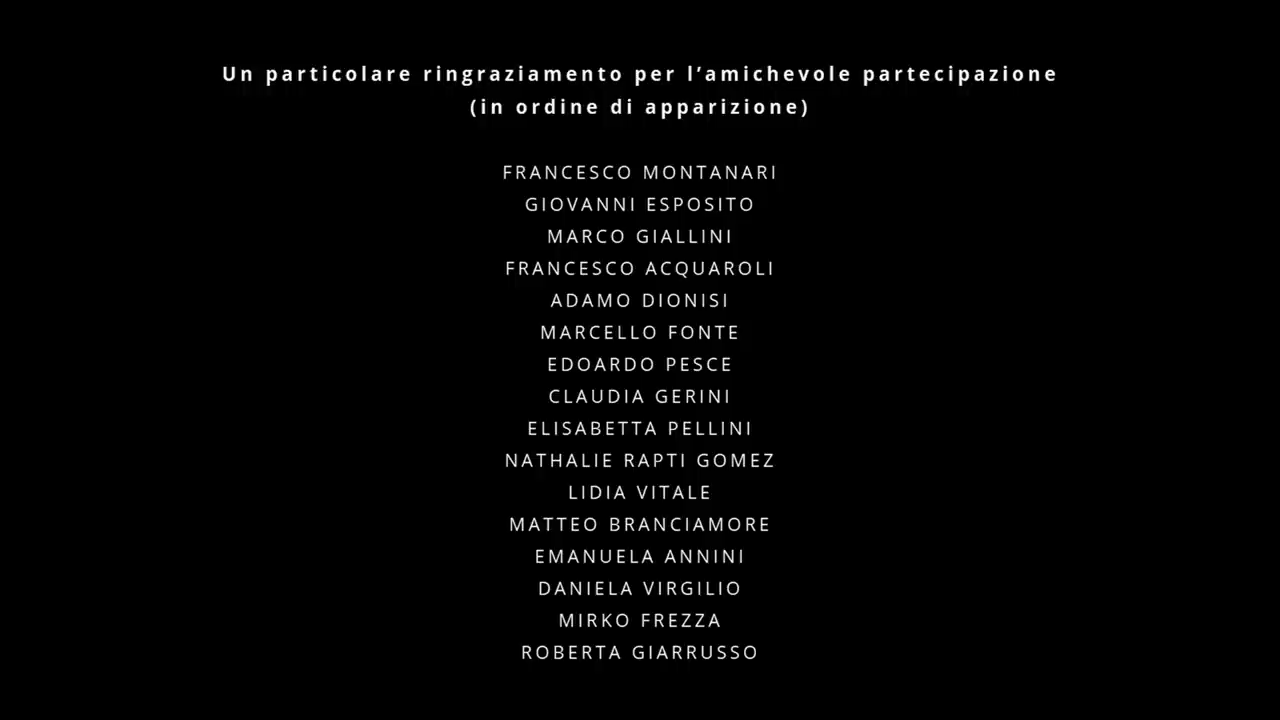 Un particolare ringraziamento per l’amichevole partecipazione
(in ordine di apparizione)
FRANCESCO MONTANARI
GIOVANNI ESPOSITO
MARCO GIALLINI
FRANCESCO ACQUAROLI
ADAMO DIONISI
MARCELLO FONTE
EDOARDO PESCE
CLAUDIA GERINI
ELISABETTA PELLINI
NATHALIE RAPTI GOMEZ
LIDIA VITALE
MATTEO BRANCIAMORE
EMANUELA ANNINI
DANIELA VIRGILIO
MIRKO FREZZA
ROBERTA GIARRUSSO